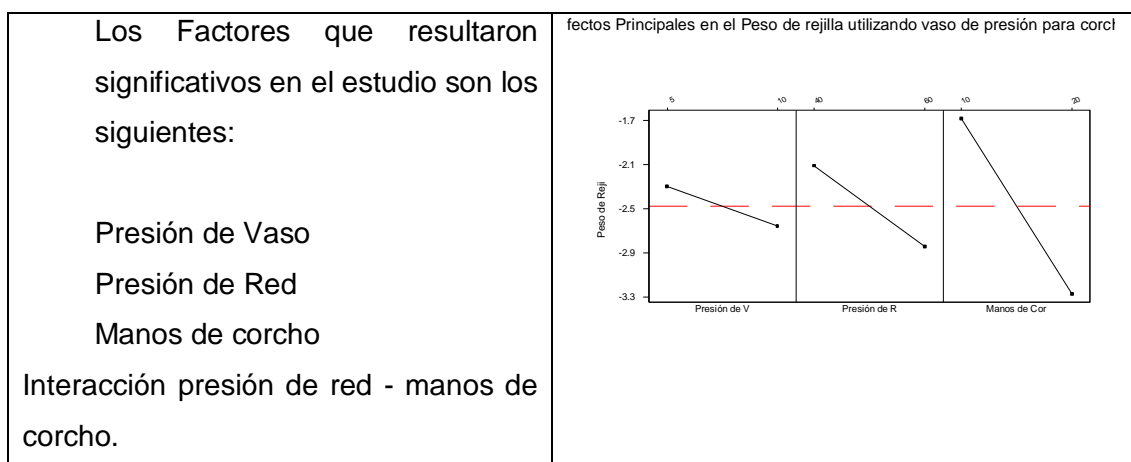 Los Factores que resultaron
significativos en el estudio son los
siguientes:
Presión de Vaso
Presión de Red
Manos de corcho
Interacción presión de red - manos de
corcho.
fectos Principales en el Peso de rejilla utilizando vaso de presión para corch
5 10 40 60 10 20
-1.7
-2.1
-2.5
-2.9
-3.3
Peso de Reji
Presión de V Presión de R Manos de Cor